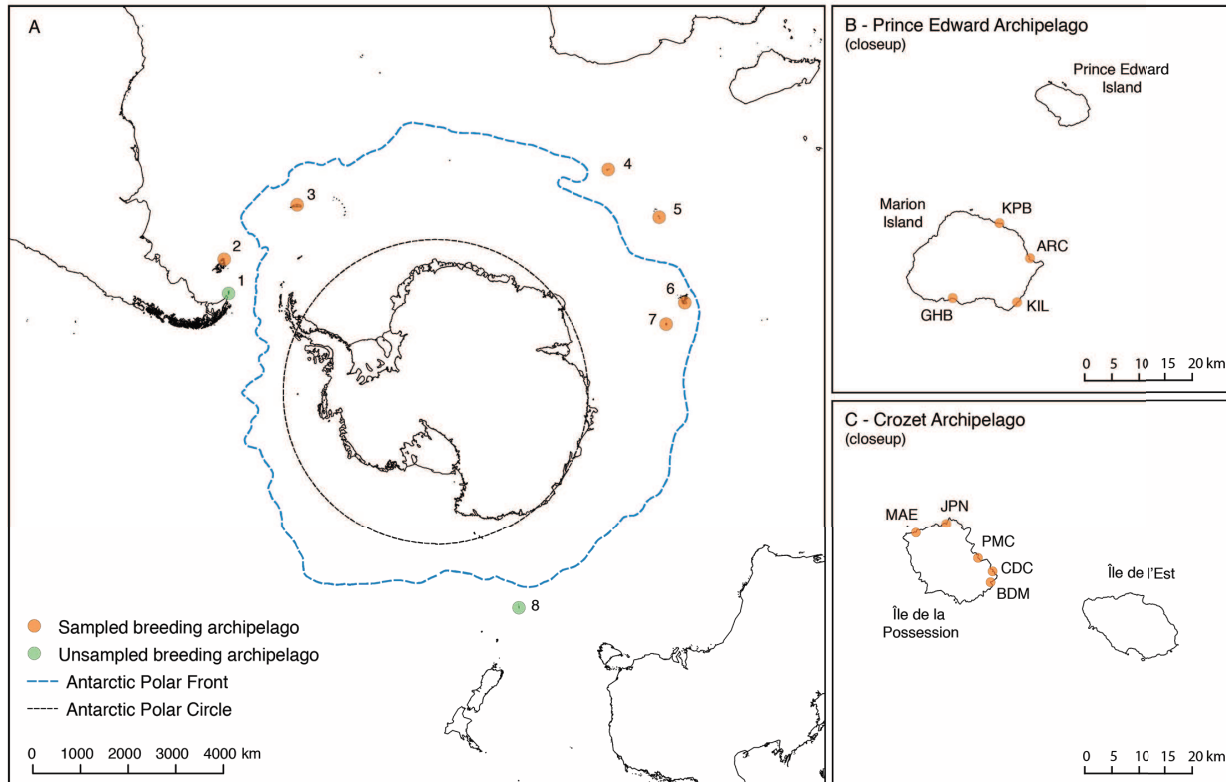 A
1
2
3
4
5
6
7
8
Sampled breeding archipelago
Unsampled breeding archipelago
Antarctic Polar Front
Antarctic Polar Circle
0 1000 2000 3000 4000 km
B - Prince Edward Archipelago
(closeup)
Prince Edward
Island
Marion
Island
KPB
ARC
GHB
KIL
0 5 10 15 20 km
C - Crozet Archipelago
(closeup)
JPN
MAE
PMC
CDC
BDM
Île de l'Est
Île de la
Possession
0 5 10 15 20 km